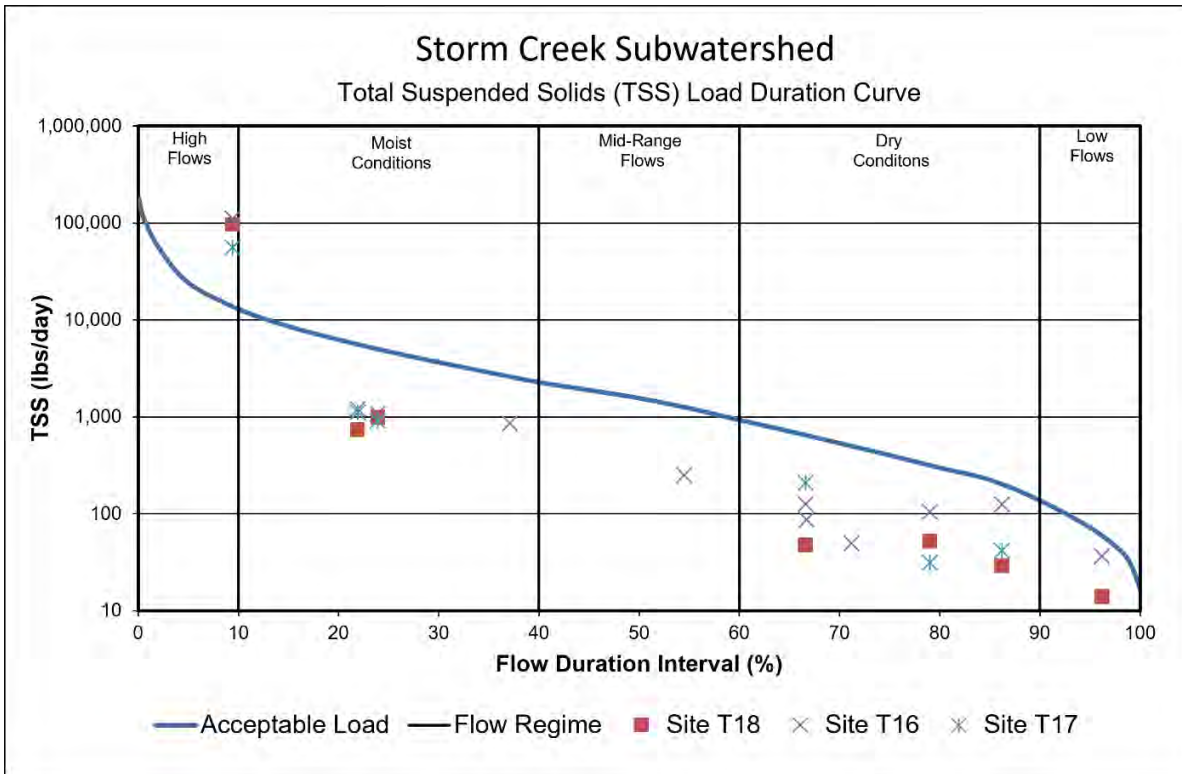 Storm Creek Subwatershed
Total Suspended Solids (TSS) Load Duration Curve
1,000,000
100,000
10,000
1,000
100
10
TSS (lbs/day)
High
Flows
Moist
Conditions
Mid-Range
Flows
Dry
Conditons
Low
Flows
0 10 20 30 40 50 60 70 80 90 100
Flow Duration Interval (%)
Acceptable Load Flow Regime Site T18 Site T16 Site T17